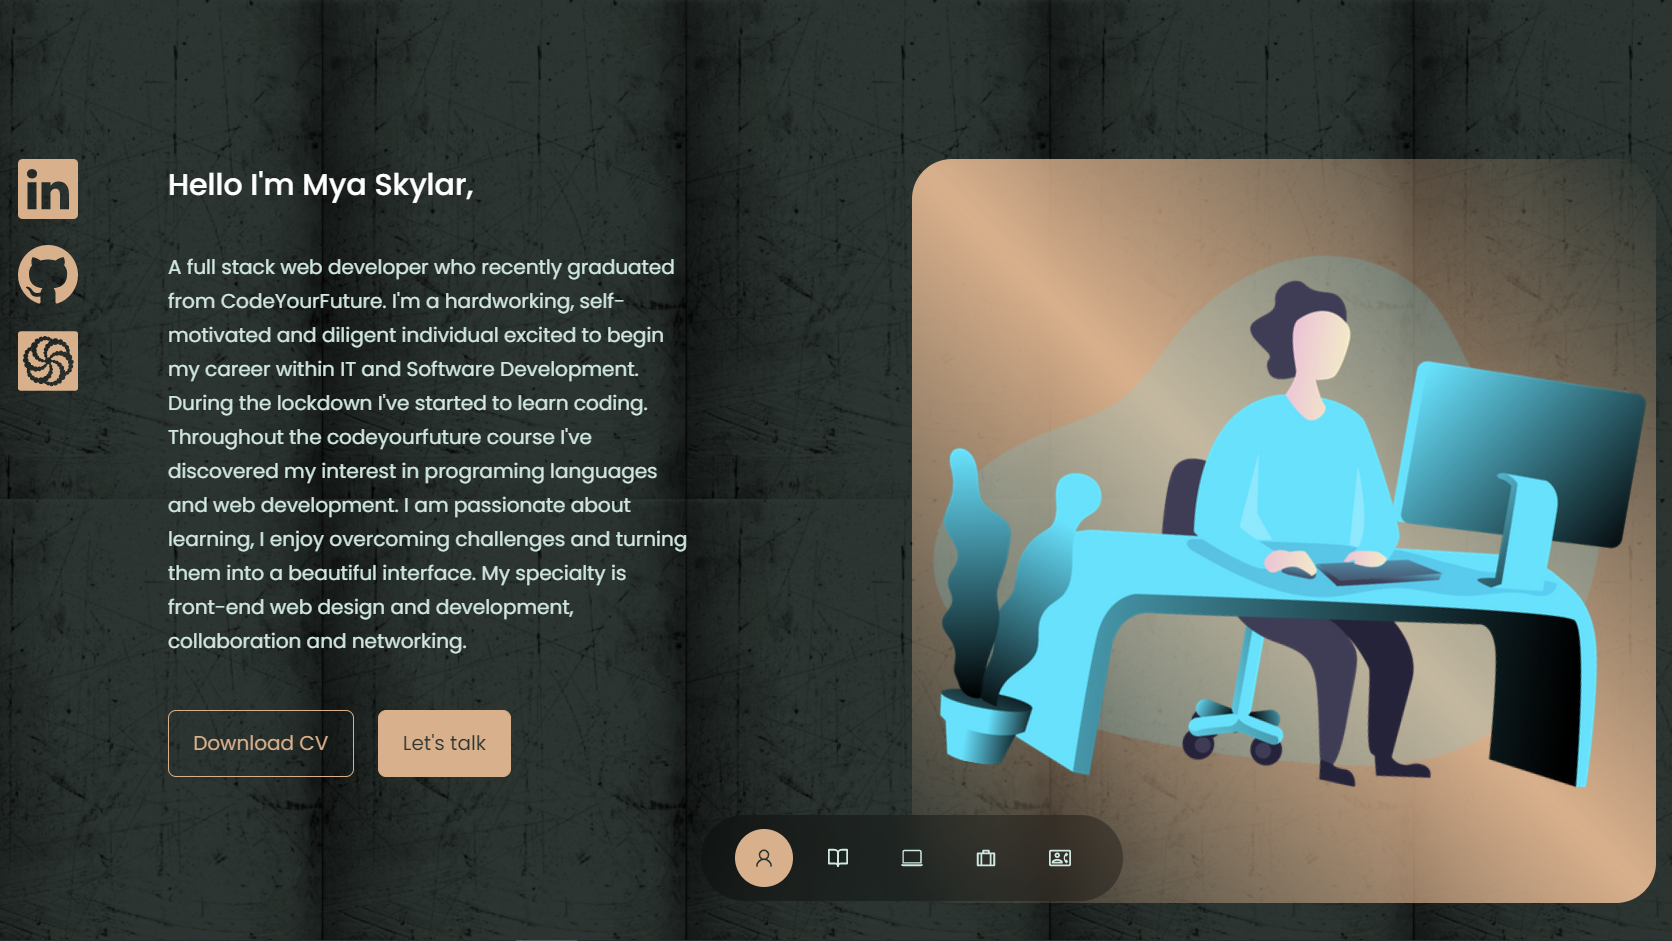 in
Hello I'm Mya Skylar,
A full stack web developer who recently graduated
from CodeYourFuture. I'm a hardworking, self-
motivated and diligent individual excited to begin
my career within IT and Software Development.
During the lockdown I've started to learn coding.
Throughout the codeyourfuture course I've
discovered my interest in programing languages
and web development. I am passionate about
learning, I enjoy overcoming challenges and turning
them into a beautiful interface. My specialty is
front-end web design and development,
collaboration and networking.
Download CV
Let's talk